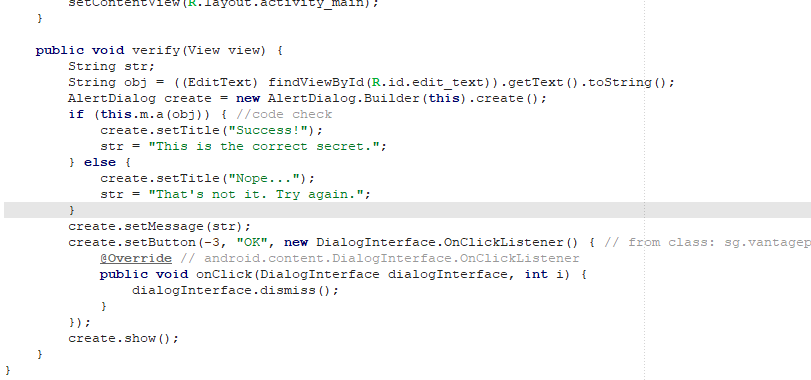 setContentView(R.layout.activity_main);
}
public void verify(View view) {
String str;
String obj = ((EditText) findViewById(R.id.edit_text)).getText().toString();
AlertDialog create = new AlertDialog.Builder(this).create();
if (this.m.a(obj)) { //code check
create.setTitle("Success!");
str = "This is the correct secret.";
} else {
create.setTitle("Nope...");
str = "That's not it. Try again.";
}
create.setMessage(str);
create.setButton(-3, "OK", new DialogInterface.OnClickListener() { // from class: sg.vantagep
@Override // android.content.DialogInterface.OnClickListener
public void onClick(DialogInterface dialogInterface, int i) {
dialogInterface.dismiss();
}
});
create.show();
}
}